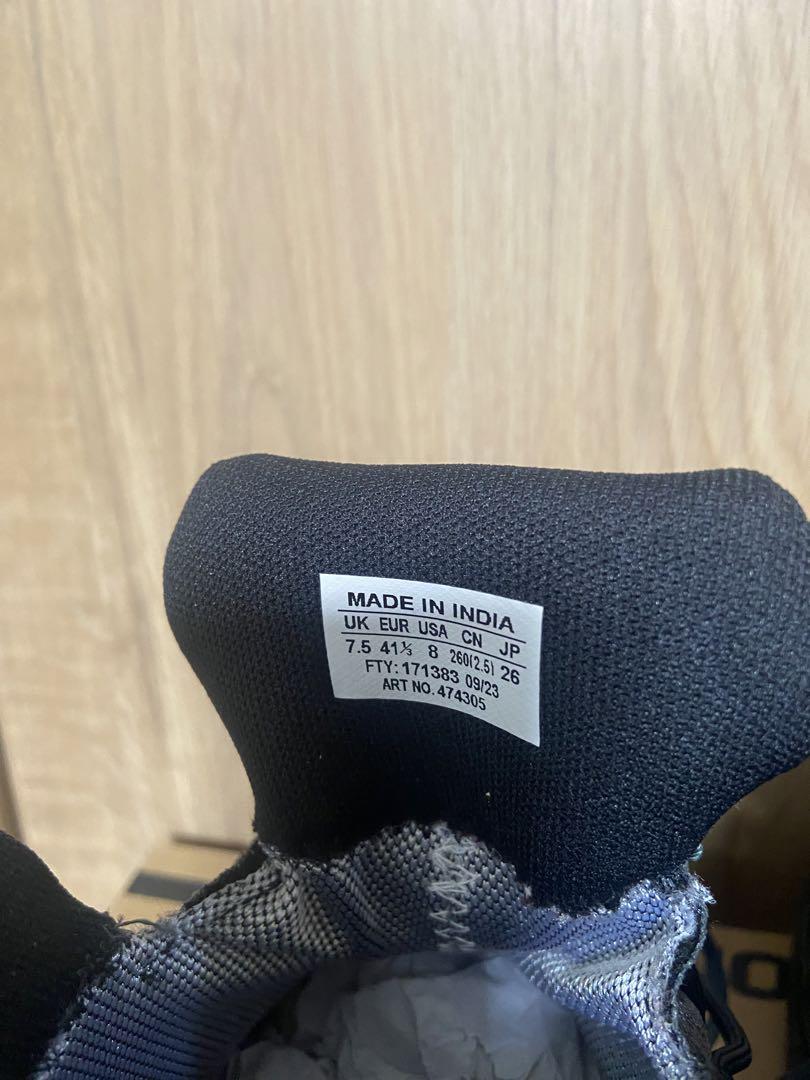 MADE IN INDIA
UK EUR USA CN JP
7.5 41⅓ 8 260(2.5) 26
FTY: 171383 09/23
ART NO. 474305